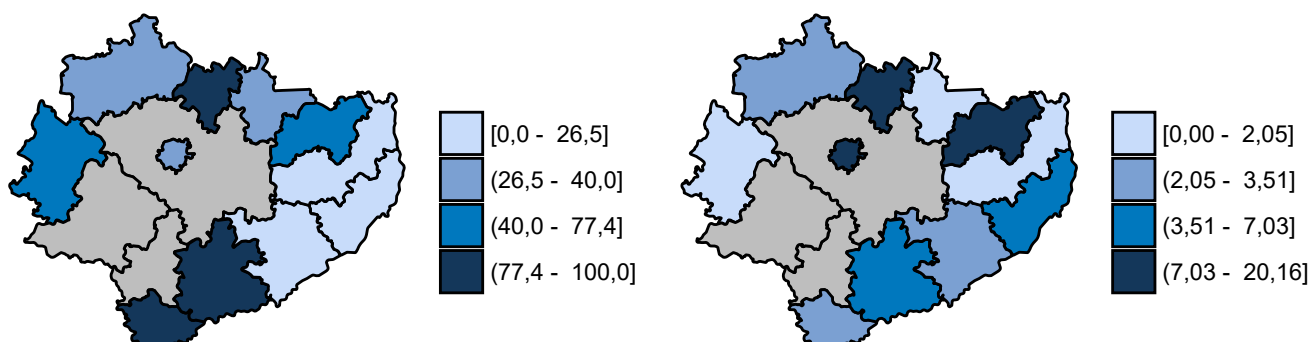 [0,0 - 26,5]
(26,5 - 40,0]
(40,0 - 77,4]
(77,4 - 100,0]
[0,00 - 2,05]
(2,05 - 3,51]
(3,51 - 7,03]
(7,03 - 20,16]